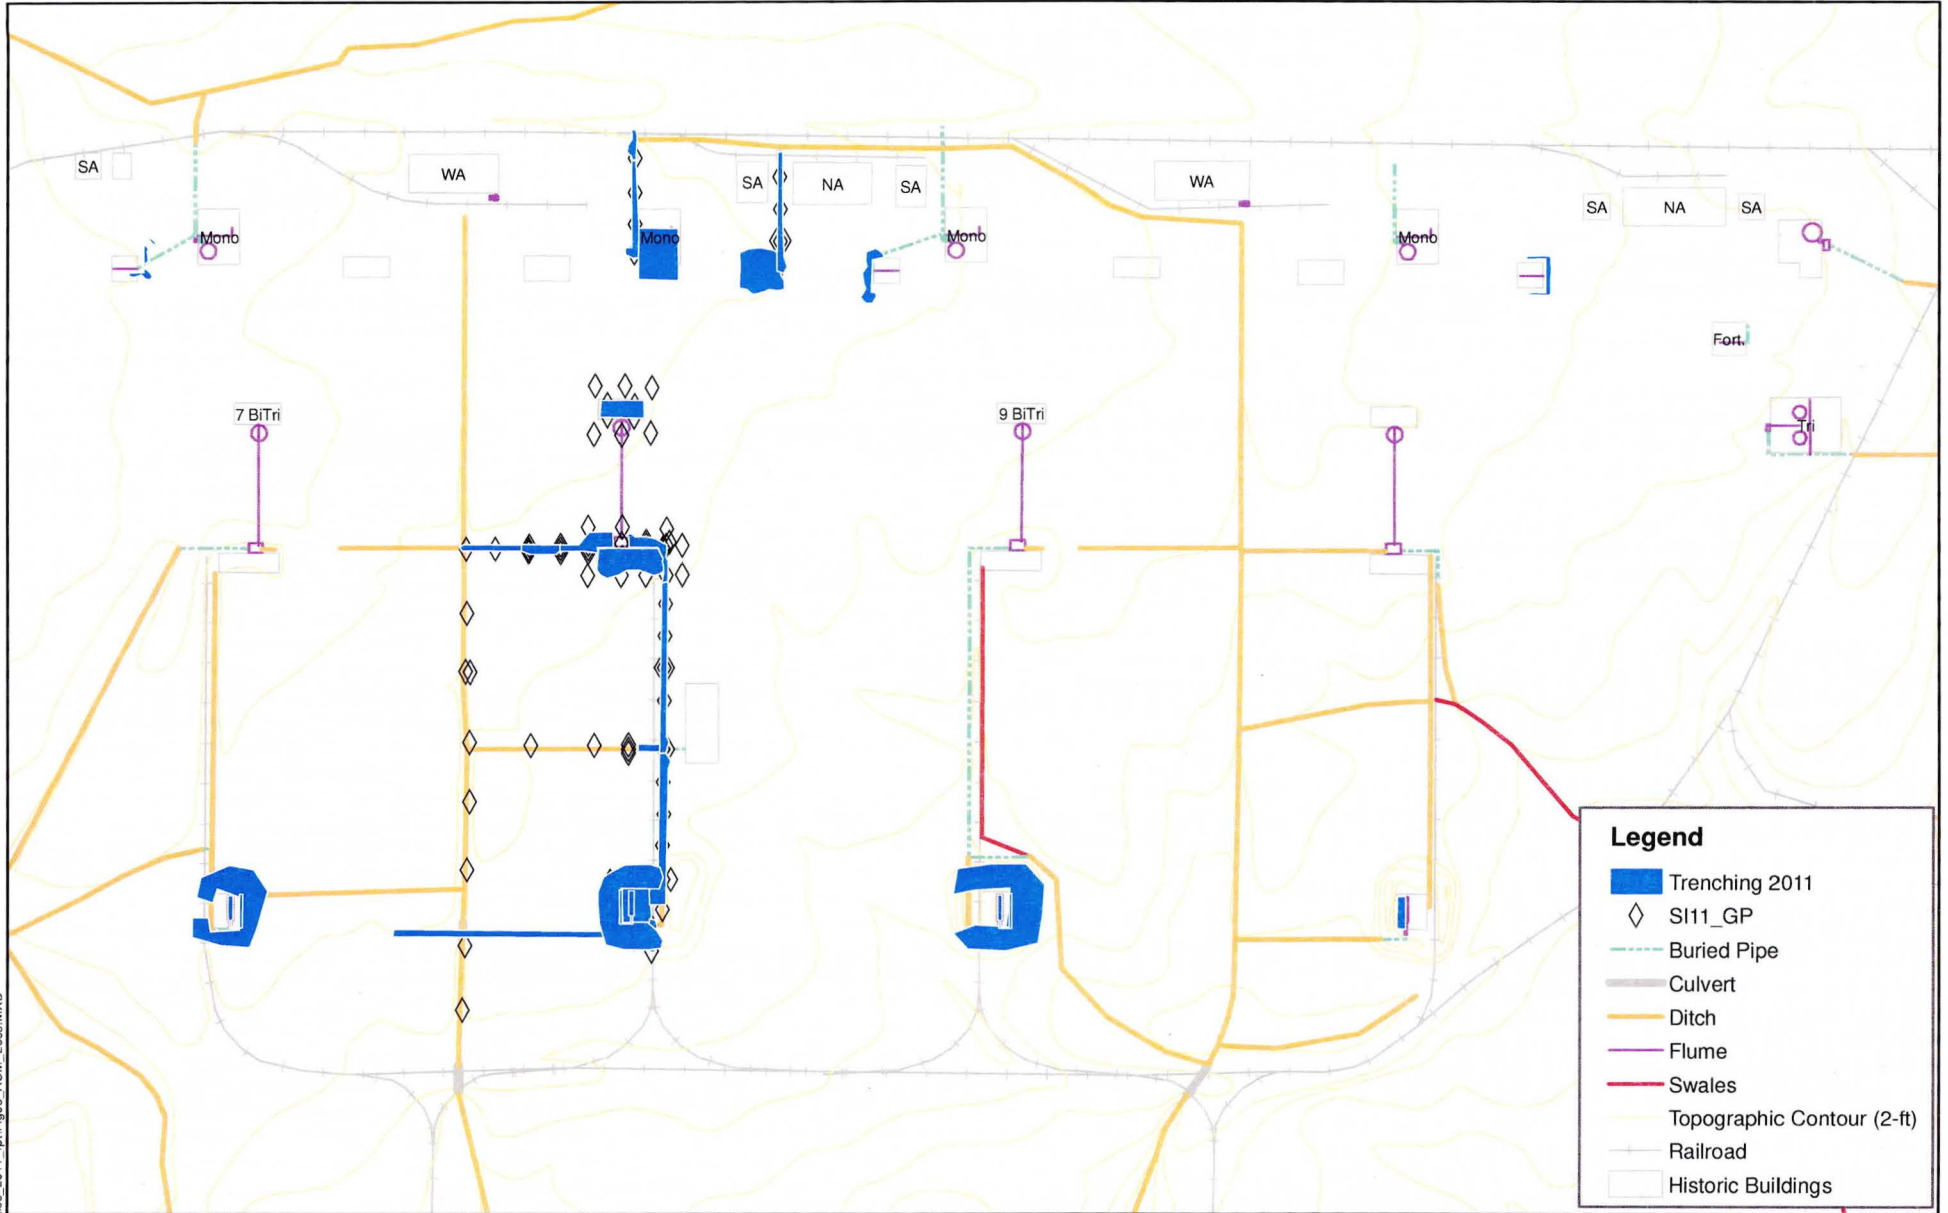 SA
WA
SA
NA
SA
WA
SA
NA
SA
Mono
Mono
Mono
Mono
Fort.
7 BiTri
9 BiTri
Tri
Legend
Trenching 2011
SI11_GP
Buried Pipe
Culvert
Ditch
Flume
Swales
Topographic Contour (2-ft)
Railroad
Historic Buildings